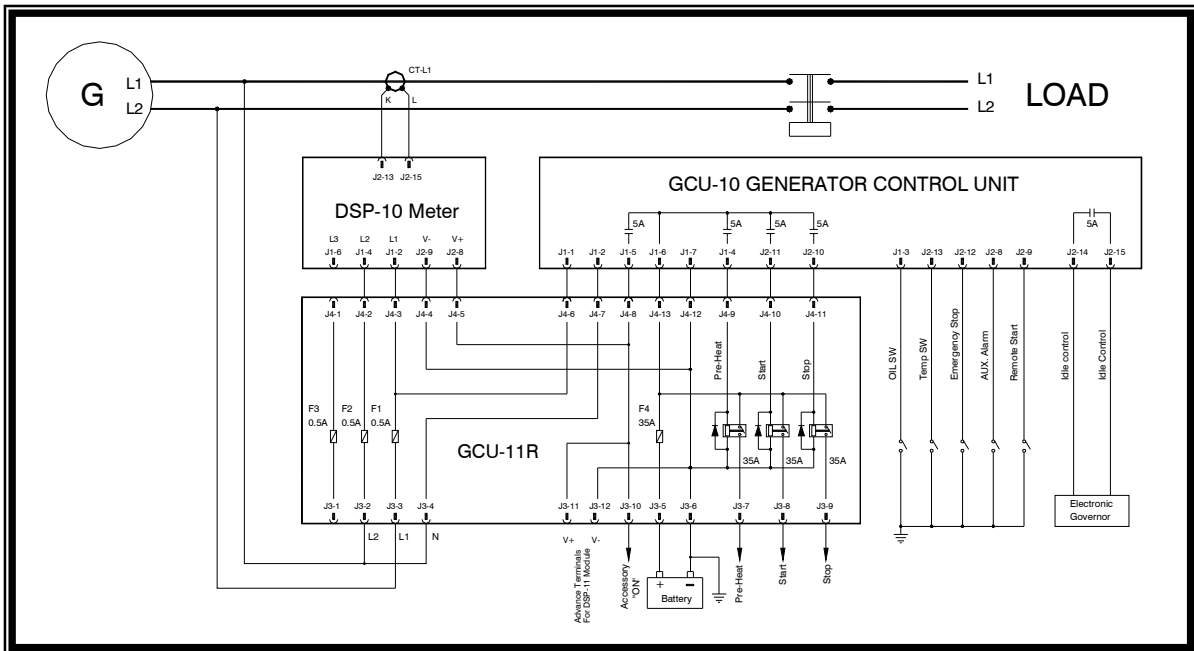 CT-L1
L1
L1
G
L2
L2
LOAD
K
L
J2-13
J2-15
DSP-10 Meter
GCU-10 GENERATOR CONTROL UNIT
5A
5A
5A
5A
5A
L3
L2
L1
V-
V+
J1-6
J1-4
J1-2
J2-9
J2-8
J1-1
J1-2
J1-5
J1-6
J1-7
J1-4
J2-11
J2-10
J1-3
J2-13
J2-12
J2-8
J2-9
J2-14
J2-15
J4-1
J4-2
J4-3
J4-4
J4-5
J4-6
J4-7
J4-8
J4-13
J4-12
J4-9
J4-10
J4-11
Pre-Heat
Start
Stop
OIL SW
Temp SW
Emergency Stop
AUX. Alarm
Remote Start
Idle control
Idle Control
F3
0.5A
F2
0.5A
F1
0.5A
F4
35A
GCU-11R
35A
35A
35A
J3-1
J3-2
J3-3
J3-4
J3-11
J3-12
J3-10
J3-5
J3-6
J3-7
J3-8
J3-9
L2
L1
N
V+
V-
Advance Terminals
For DSP-11 Module
Accessory
"ON"
+
−
Battery
Pre-Heat
Start
Stop
Electronic
Governor